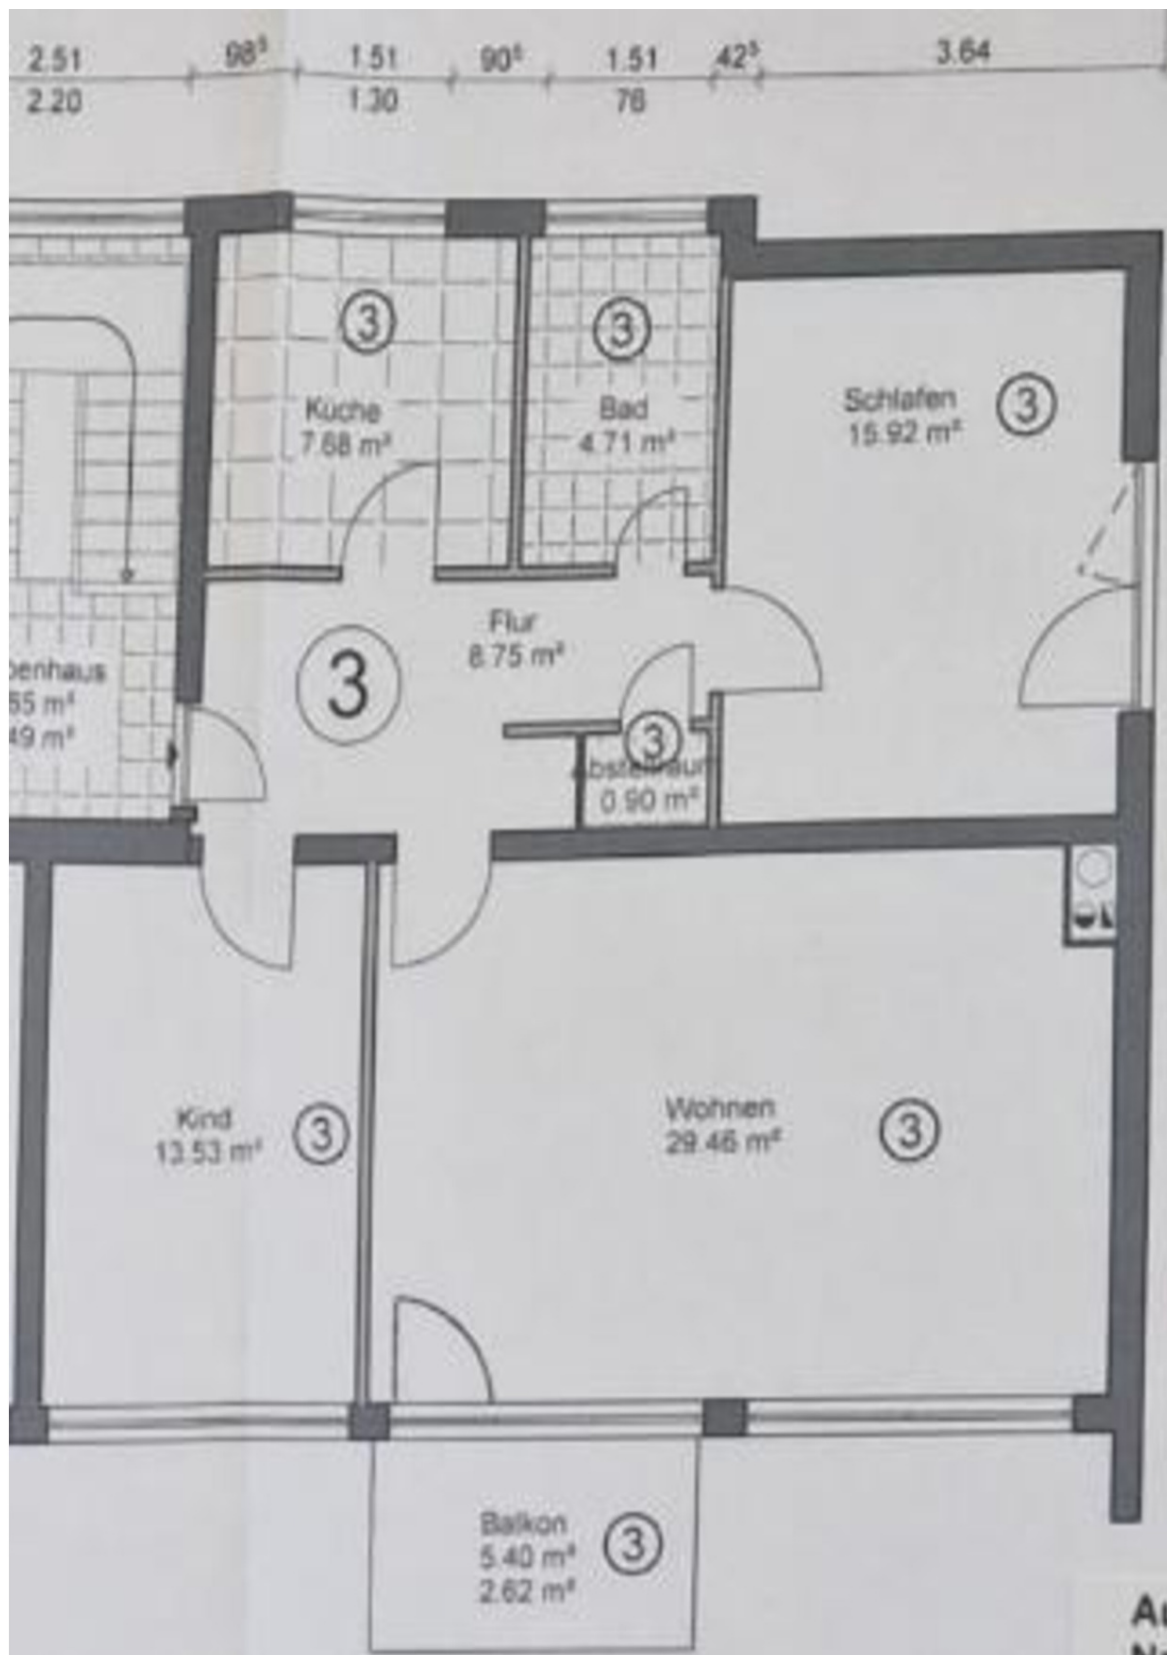 2.51 98⁵ 1.51 90⁵ 1.51 42⁵ 3.64
2.20 1.30 76
3
3
Küche
7.68 m²
Bad
4.71 m²
Schlafen
15.92 m²
3
Flur
8.75 m²
3
penhaus
65 m²
49 m²
3
Abstellraum
0.90 m²
Kind
13.53 m²
3
Wohnen
29.46 m²
3
Balkon
5.40 m²
2.62 m²
3